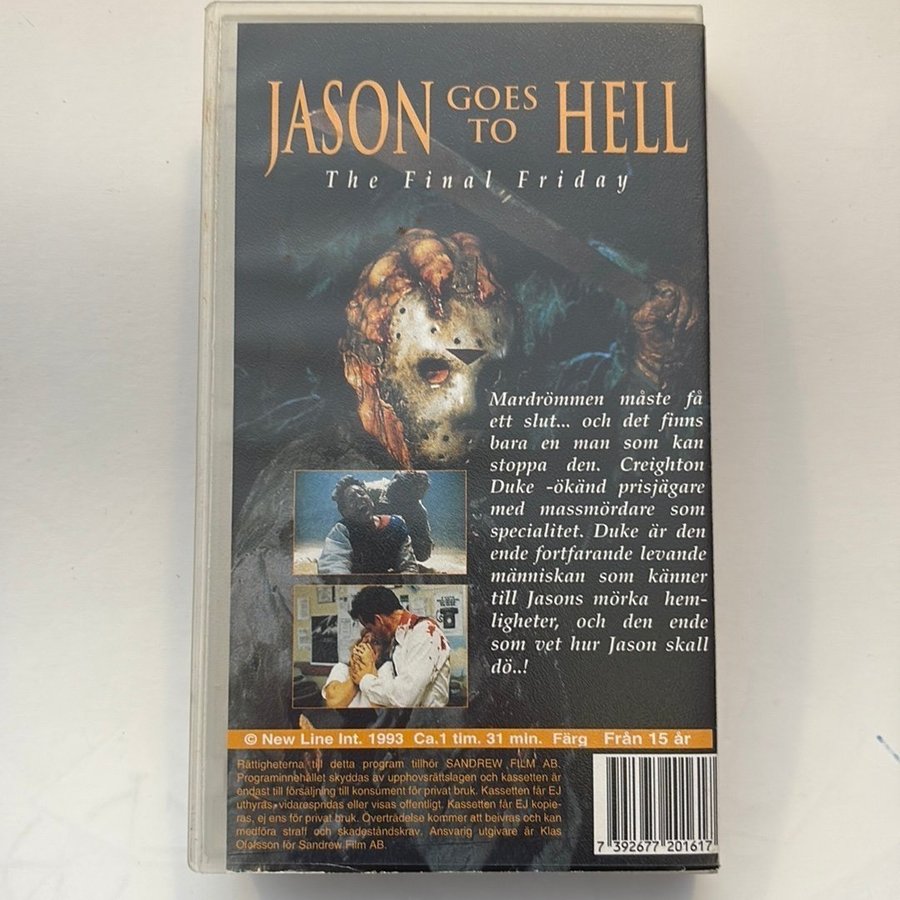 JASON GOES TO HELL
The Final Friday
Mardrömmen måste få
ett slut... och det finns
bara en man som kan
stoppa den. Creighton
Duke -ökänd prisjägare
med massmördare som
specialitet. Duke är den
ende fortfarande levande
människan som känner
till Jasons mörka hem-
ligheter, och den ende
som vet hur Jason skall
dö..!
© New Line Int. 1993 Ca.1 tim. 31 min. Färg Från 15 år
Rättigheterna till detta program tillhör SANDREW FILM AB.
Programinnehållet skyddas av upphovsrättslagen och kassetten är
endast till försäljning till konsument för privat bruk. Kassetten får EJ
uthyras, vidarespridas eller visas offentligt. Kassetten får EJ kopie-
ras, ej ens för privat bruk. Överträdelse kommer att beivras och kan
medföra straff och skadeståndskrav. Ansvarig utgivare är Klas
Olofsson för Sandrew Film AB.
7 392677 201617